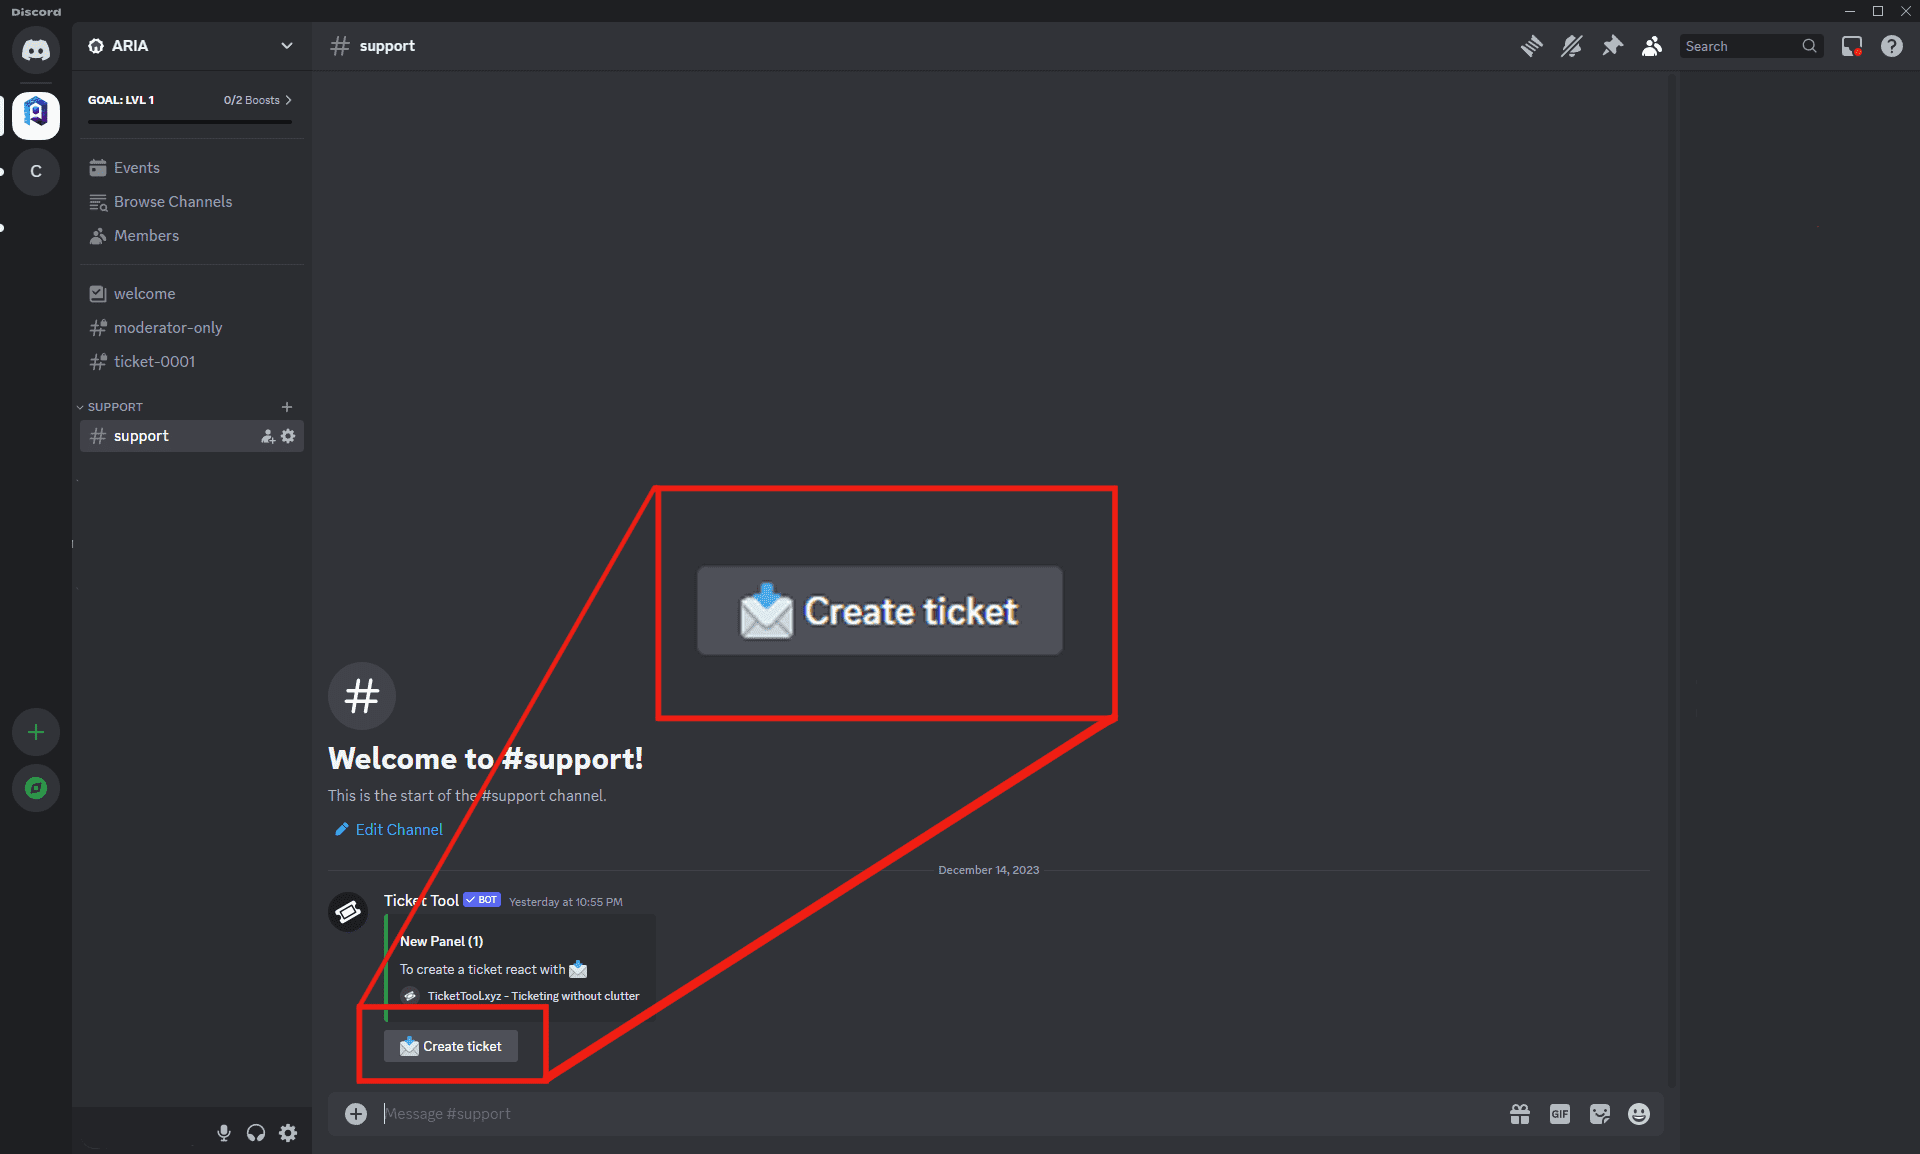 Discord
ARIA
support
Search
GOAL: LVL 1
0/2 Boosts
C
Events
Browse Channels
Members
welcome
moderator-only
ticket-0001
SUPPORT
support
Create ticket
Welcome to #support!
This is the start of the #support channel.
Edit Channel
December 14, 2023
Ticket Tool BOT Yesterday at 10:55 PM
New Panel (1)
To create a ticket react with
TicketTool.xyz - Ticketing without clutter
Create ticket
Message #support
GIF